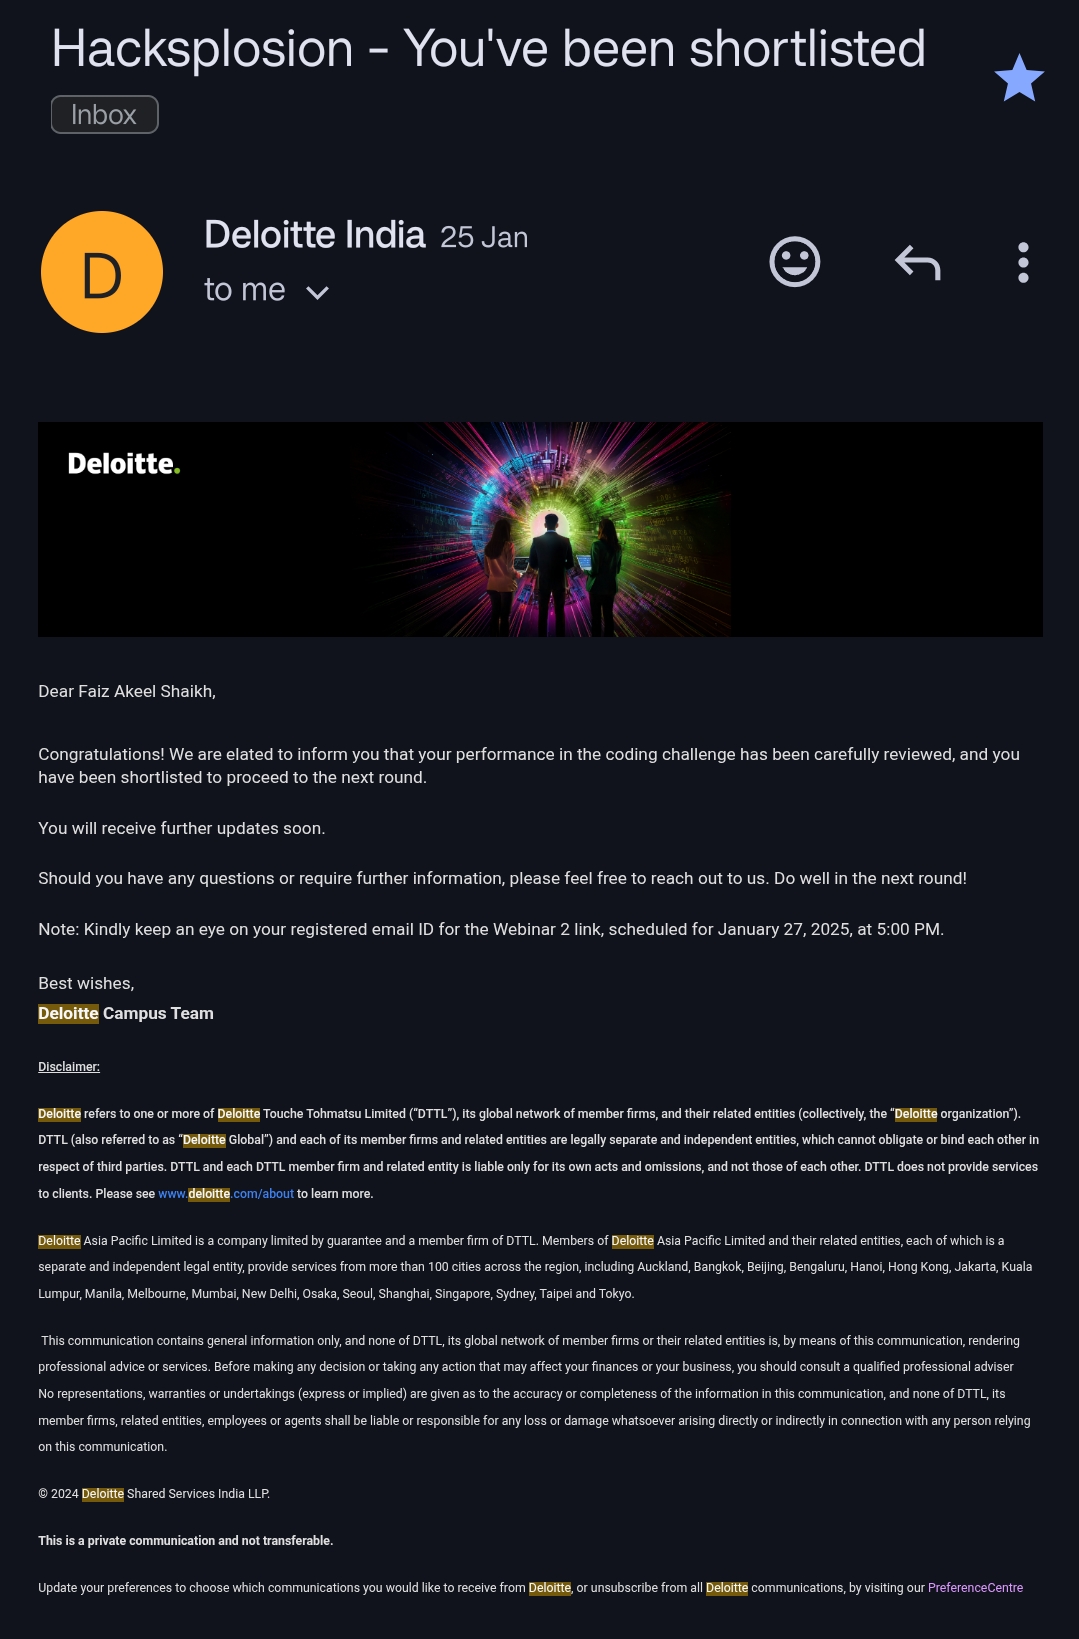 Hacksplosion - You've been shortlisted
Inbox
D
Deloitte India 25 Jan
to me
Deloitte.
Dear Faiz Akeel Shaikh,
Congratulations! We are elated to inform you that your performance in the coding challenge has been carefully reviewed, and you
have been shortlisted to proceed to the next round.
You will receive further updates soon.
Should you have any questions or require further information, please feel free to reach out to us. Do well in the next round!
Note: Kindly keep an eye on your registered email ID for the Webinar 2 link, scheduled for January 27, 2025, at 5:00 PM.
Best wishes,
Deloitte Campus Team
Disclaimer:
Deloitte refers to one or more of Deloitte Touche Tohmatsu Limited (“DTTL”), its global network of member firms, and their related entities (collectively, the “Deloitte organization”).
DTTL (also referred to as “Deloitte Global”) and each of its member firms and related entities are legally separate and independent entities, which cannot obligate or bind each other in
respect of third parties. DTTL and each DTTL member firm and related entity is liable only for its own acts and omissions, and not those of each other. DTTL does not provide services
to clients. Please see www.deloitte.com/about to learn more.
Deloitte Asia Pacific Limited is a company limited by guarantee and a member firm of DTTL. Members of Deloitte Asia Pacific Limited and their related entities, each of which is a
separate and independent legal entity, provide services from more than 100 cities across the region, including Auckland, Bangkok, Beijing, Bengaluru, Hanoi, Hong Kong, Jakarta, Kuala
Lumpur, Manila, Melbourne, Mumbai, New Delhi, Osaka, Seoul, Shanghai, Singapore, Sydney, Taipei and Tokyo.
This communication contains general information only, and none of DTTL, its global network of member firms or their related entities is, by means of this communication, rendering
professional advice or services. Before making any decision or taking any action that may affect your finances or your business, you should consult a qualified professional adviser
No representations, warranties or undertakings (express or implied) are given as to the accuracy or completeness of the information in this communication, and none of DTTL, its
member firms, related entities, employees or agents shall be liable or responsible for any loss or damage whatsoever arising directly or indirectly in connection with any person relying
on this communication.
© 2024 Deloitte Shared Services India LLP.
This is a private communication and not transferable.
Update your preferences to choose which communications you would like to receive from Deloitte, or unsubscribe from all Deloitte communications, by visiting our PreferenceCentre